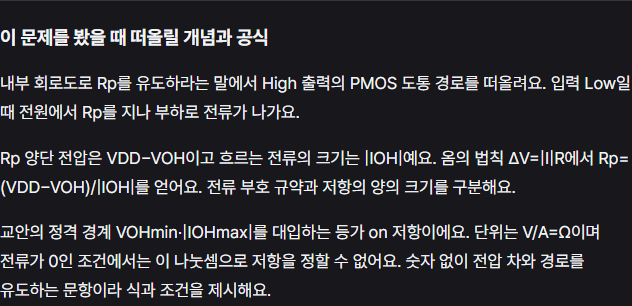 이 문제를 봤을 때 떠올릴 개념과 공식
내부 회로도로 Rp를 유도하라는 말에서 High 출력의 PMOS 도통 경로를 떠올려요. 입력 Low일
때 전원에서 Rp를 지나 부하로 전류가 나가요.
Rp 양단 전압은 VDD−VOH이고 흐르는 전류의 크기는 |IOH|예요. 옴의 법칙 ΔV=|I|R에서 Rp=
(VDD−VOH)/|IOH|를 얻어요. 전류 부호 규약과 저항의 양의 크기를 구분해요.
교안의 정격 경계 VOHmin·|IOHmax|를 대입하는 등가 on 저항이에요. 단위는 V/A=Ω이며
전류가 0인 조건에서는 이 나눗셈으로 저항을 정할 수 없어요. 숫자 없이 전압 차와 경로를
유도하는 문항이라 식과 조건을 제시해요.